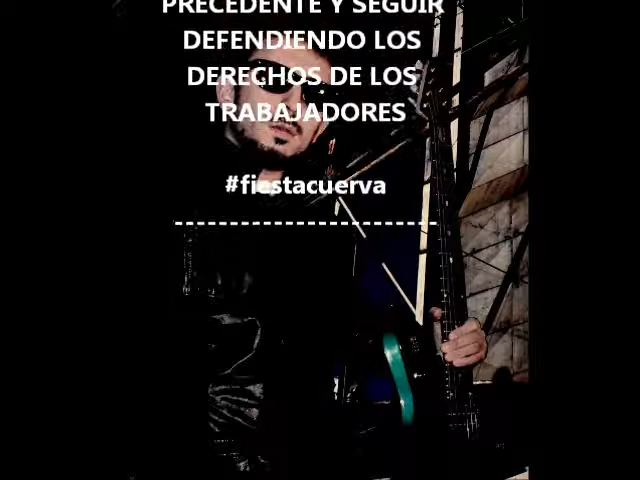 PRECEDENTE Y SEGUIR
DEFENDIENDO LOS
DERECHOS DE LOS
TRABAJADORES
#fiestacuerva